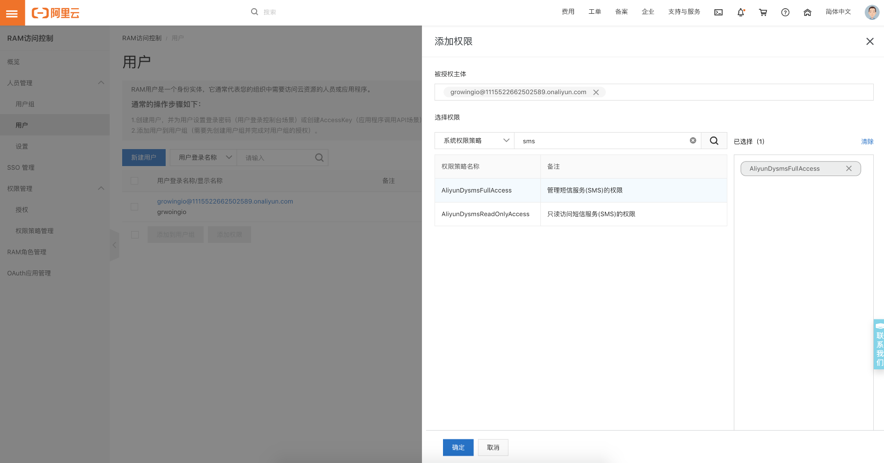 阿里云
搜索
费用
工单
备案
企业
支持与服务
简体中文
RAM访问控制
概览
人员管理
用户组
用户
设置
SSO 管理
权限管理
授权
权限策略管理
RAM角色管理
OAuth应用管理
RAM访问控制 / 用户
用户
RAM用户是一个身份实体，它通常代表您的组织中需要访问云资源的人员或应用程序。
通常的操作步骤如下：
1.创建用户，并为用户设置登录密码（用户登录控制台场景）或创建AccessKey（应用程序调用API场景
2.添加用户到用户组（需要先创建用户组并完成对用户组的授权）。
新建用户
用户登录名称
请输入
用户登录名称/显示名称
备注
growingio@1115522662502589.onaliyun.com
grwoingio
添加到用户组
添加权限
添加权限
被授权主体
growingio@1115522662502589.onaliyun.com
选择权限
系统权限策略
sms
已选择 (1)
清除
权限策略名称
备注
AliyunDysmsFullAccess
管理短信服务(SMS)的权限
AliyunDysmsReadOnlyAccess
只读访问短信服务(SMS)的权限
AliyunDysmsFullAccess
联系我们
确定
取消